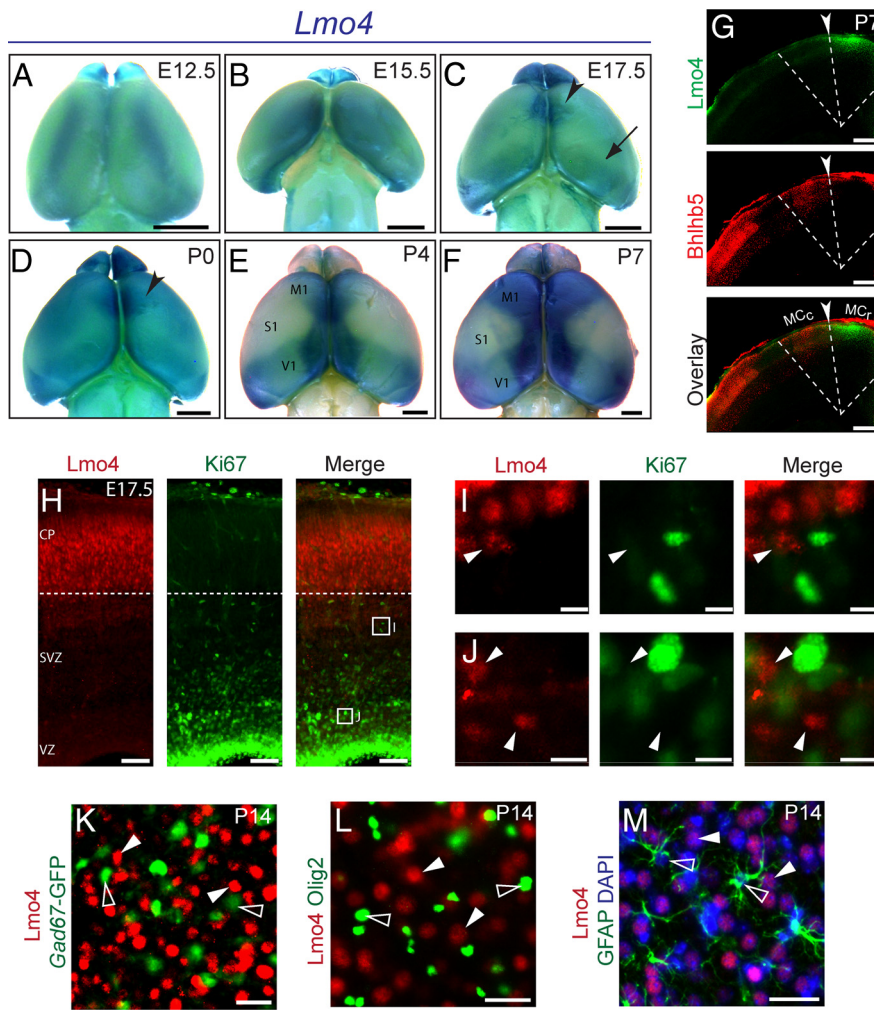 Lmo4
A E12.5
B E15.5
C E17.5
D P0
E P4
M1
S1
V1
F P7
M1
S1
V1
G P7
Lmo4
Bhlhb5
Overlay
MCc MCr
Lmo4 Ki67 Merge
H E17.5
CP
SVZ
VZ
I
J
Lmo4 Ki67 Merge
I
J
K P14
Lmo4
Gad67-GFP
L P14
Lmo4 Olig2
M P14
Lmo4
GFAP DAPI